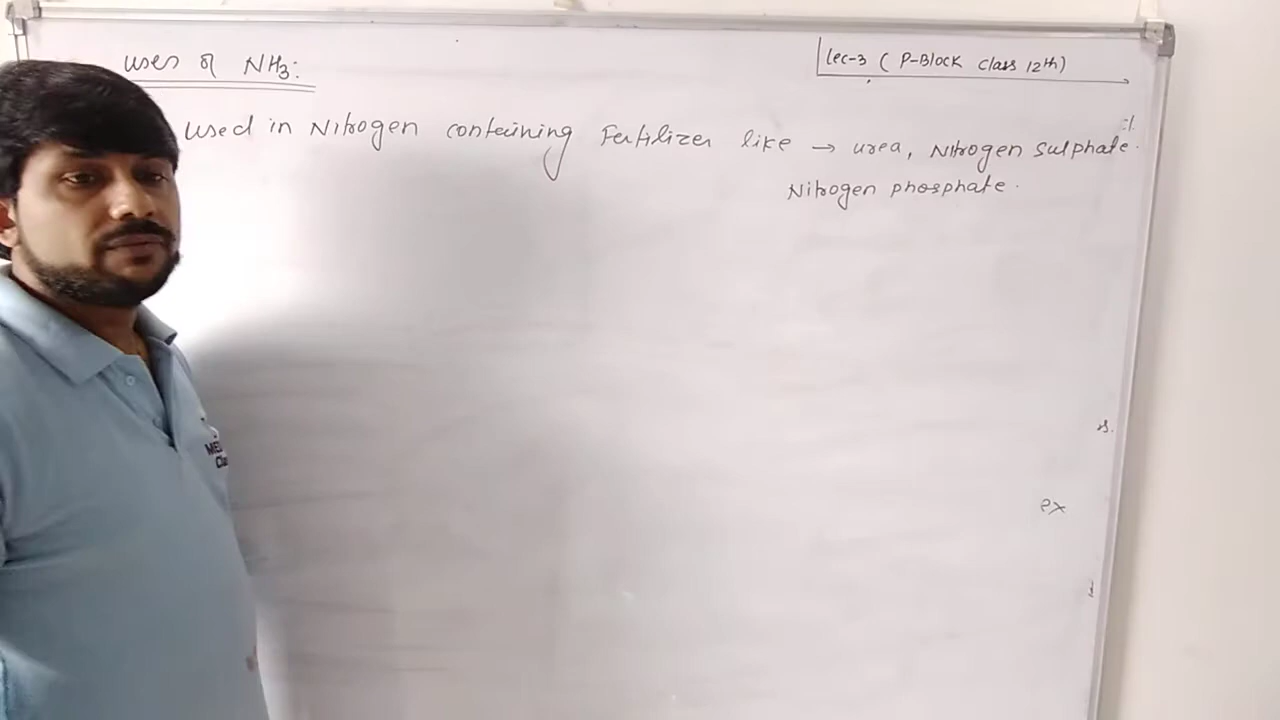 uses of NH3:
Lec-3 ( P-Block Class 12th)
used in Nitrogen containing Fertilizer like → urea, Nitrogen sulphate.
Nitrogen phosphate.
ex